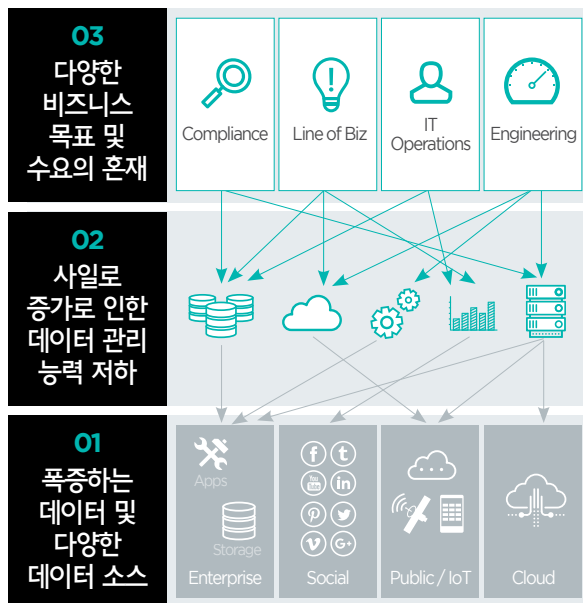 03
다양한
비즈니스
목표 및
수요의 혼재
Compliance
Line of Biz
IT
Operations
Engineering
02
사일로
증가로 인한
데이터 관리
능력 저하
01
폭증하는
데이터 및
다양한
데이터 소스
Apps
Storage
Enterprise
f
t
You
Tube
in
G+
Social
Public / IoT
Cloud